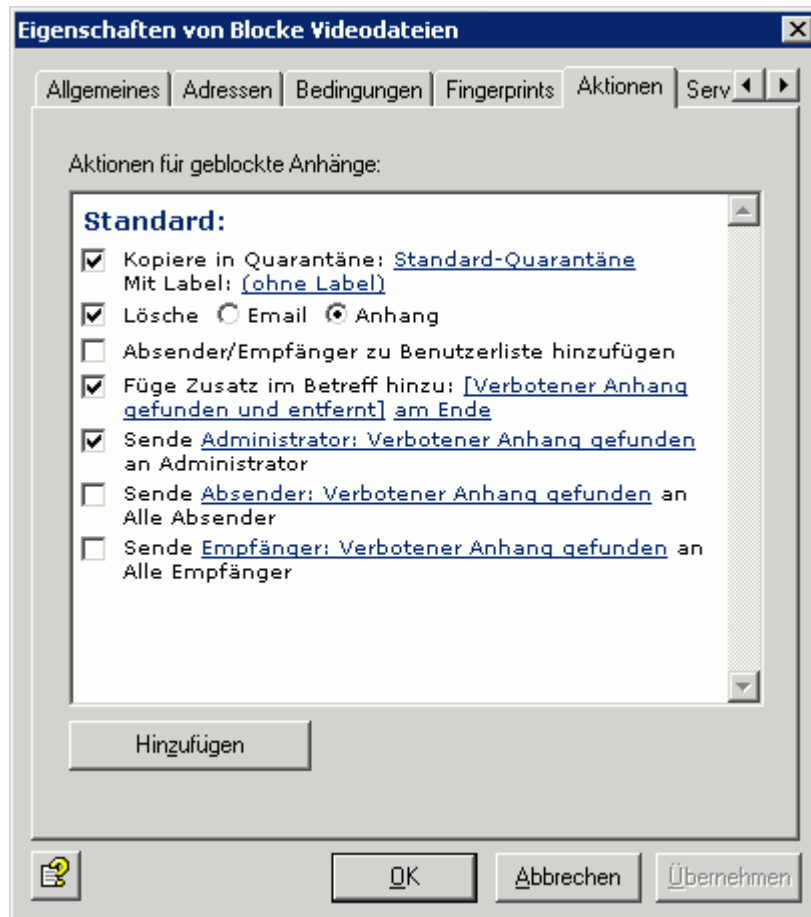 Eigenschaften von Blocke Videodateien
Allgemeines Adressen Bedingungen Fingerprints Aktionen Serv
Aktionen für geblockte Anhänge:
Standard:
Kopiere in Quarantäne: Standard-Quarantäne
Mit Label: (ohne Label)
Lösche Email Anhang
Absender/Empfänger zu Benutzerliste hinzufügen
Füge Zusatz im Betreff hinzu: [Verbotener Anhang
gefunden und entfernt] am Ende
Sende Administrator: Verbotener Anhang gefunden
an Administrator
Sende Absender: Verbotener Anhang gefunden an
Alle Absender
Sende Empfänger: Verbotener Anhang gefunden an
Alle Empfänger
Hinzufügen
OK Abbrechen Übernehmen